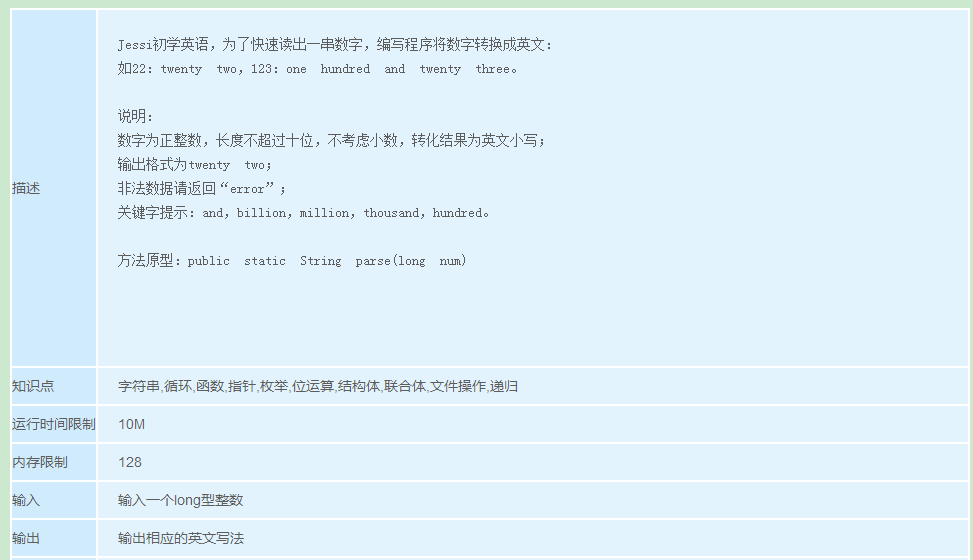 Jessi初学英语，为了快速读出一串数字，编写程序将数字转换成英文：
如22：twenty two，123：one hundred and twenty three。
说明：
数字为正整数，长度不超过十位，不考虑小数，转化结果为英文小写；
输出格式为twenty two；
描述
非法数据请返回“error”；
关键字提示：and，billion，million，thousand，hundred。
方法原型：public static String parse(long num)
知识点 字符串,循环,函数,指针,枚举,位运算,结构体,联合体,文件操作,递归
运行时间限制 10M
内存限制 128
输入 输入一个long型整数
输出 输出相应的英文写法